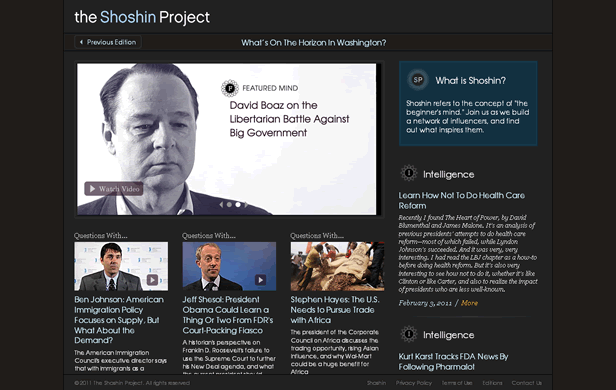 the Shoshin Project
Previous Edition
What's On The Horizon In Washington?
FEATURED MIND
David Boaz on the
Libertarian Battle Against
Big Government
Watch Video
SP
What is Shoshin?
Shoshin refers to the concept of "the
beginner's mind." Join us as we build
a network of influencers, and find
out what inspires them.
Intelligence
Learn How Not To Do Health Care
Reform
Recently I found The Heart of Power, by David
Blumenthal and James Malone. It's an analysis of
previous presidents' attempts to do health care
reform—most of which failed, while Lyndon
Johnson's succeeded. And it was very, very
interesting. I had read the LBJ chapter as a how-to
before doing health reform. But it's also very
interesting to see how not to do it, whether it's like
Clinton or like Carter, and also to realize the impact
of presidents who are less well-known.
February 3, 2011 / More
Intelligence
Kurt Karst Tracks FDA News By
Following Pharmalot
Questions With...
Ben Johnson: American
Immigration Policy
Focuses on Supply, But
What About the
Demand?
The American Immigration
Council's executive director says
that with immigrants as a
Questions With...
Jeff Shesol: President
Obama Could Learn a
Thing Or Two From FDR's
Court-Packing Fiasco
A historian's perspective on
Franklin D. Roosevelt's failure to
use the Supreme Court to further
his New Deal agenda, and what
Questions With...
Stephen Hayes: The U.S.
Needs to Pursue Trade
with Africa
The president of the Corporate
Council on Africa discusses the
trading opportunity, rising Asian
influence, and why Wal-Mart
could be a huge benefit for
© 2011 The Shoshin Project. All rights reserved
Shoshin Privacy Policy Terms of Use Editions Contact Us